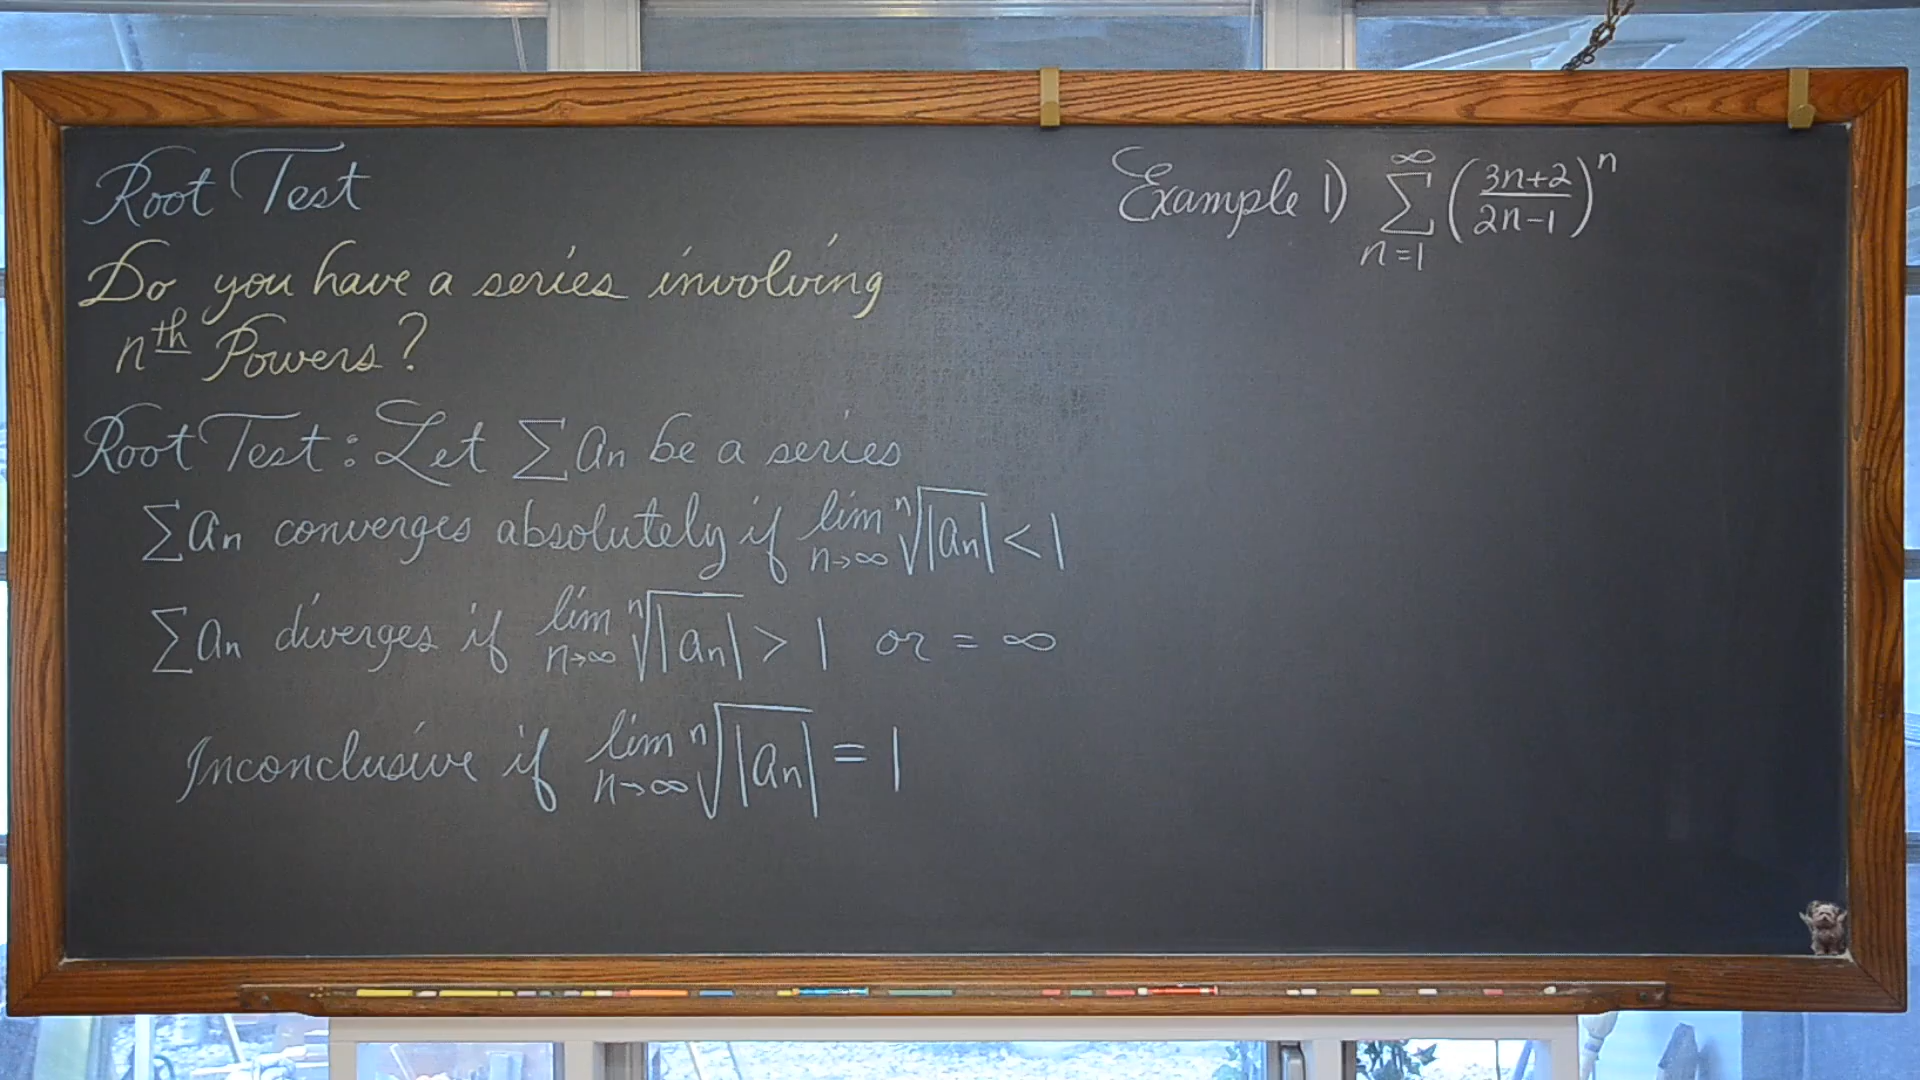 Root Test
Do you have a series involving
nth Powers?
Root Test: Let ∑an be a series
∑an converges absolutely if lim n→∞ ⁿ√|an| < 1
∑an diverges if lim n→∞ ⁿ√|an| > 1 or = ∞
Inconclusive if lim n→∞ ⁿ√|an| = 1
Example 1) ∞ ∑ n=1 ((3n+2)/(2n-1))ⁿ